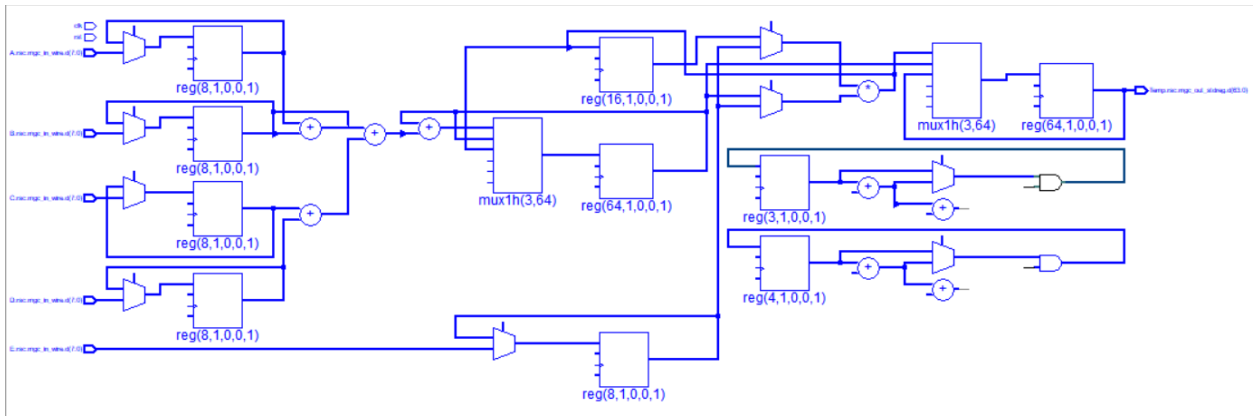 clk
rst
A:rsc:mgc_in_wire.d(7:0)
reg(8,1,0,0,1)
B:rsc:mgc_in_wire.d(7:0)
reg(8,1,0,0,1)
C:rsc:mgc_in_wire.d(7:0)
reg(8,1,0,0,1)
D:rsc:mgc_in_wire.d(7:0)
reg(8,1,0,0,1)
E:rsc:mgc_in_wire.d(7:0)
reg(8,1,0,0,1)
+
+
+
+
mux1h(3,64)
reg(64,1,0,0,1)
reg(16,1,0,0,1)
*
mux1h(3,64)
reg(64,1,0,0,1)
Temp:rsc:mgc_out_stdreg.d(63:0)
reg(3,1,0,0,1)
+
+
reg(4,1,0,0,1)
+
+